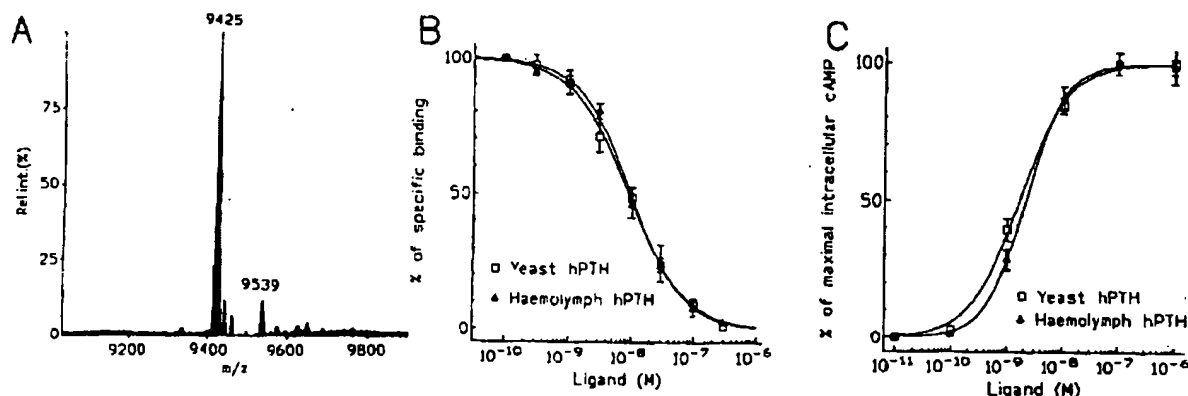 A
9425
75
50
25
0
Rel int.(%)
9539
9200 9400 9600 9800
m/z
B
% of specific binding
100
50
0
□ Yeast hPTH
▲ Haemolymph hPTH
10⁻¹⁰ 10⁻⁹ 10⁻⁸ 10⁻⁷ 10⁻⁶
Ligand (M)
C
% of maximal intracellular cAMP
100
50
0
□ Yeast hPTH
▲ Haemolymph hPTH
10⁻¹¹ 10⁻¹⁰ 10⁻⁹ 10⁻⁸ 10⁻⁷ 10⁻⁶
Ligand (M)